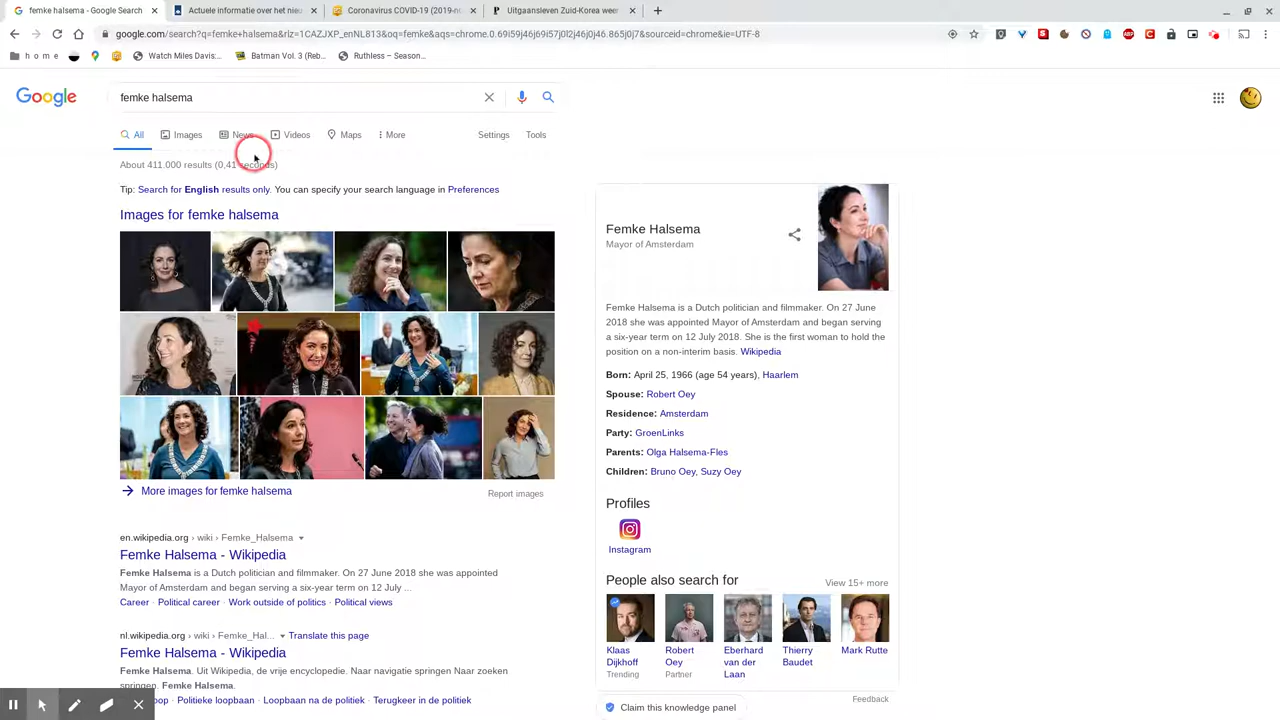 femke halsema - Google Search
Actuele informatie over het nieu
Coronavirus COVID-19 (2019-nC
Uitgaansleven Zuid-Korea weer
google.com/search?q=femke+halsema&rlz=1CAZJXP_enNL813&oq=femke&aqs=chrome.0.69i59j46j69i57j0l2j46j0j46.865j0j7&sourceid=chrome&ie=UTF-8
h o m e
Watch Miles Davis:...
Batman Vol. 3 (Reb...
Ruthless – Season...
Google
femke halsema
All
Images
News
Videos
Maps
More
Settings
Tools
About 411.000 results (0,41 seconds)
Tip: Search for English results only. You can specify your search language in Preferences
Images for femke halsema
More images for femke halsema
Report images
en.wikipedia.org › wiki › Femke_Halsema
Femke Halsema - Wikipedia
Femke Halsema is a Dutch politician and filmmaker. On 27 June 2018 she was appointed
Mayor of Amsterdam and began serving a six-year term on 12 July ...
Career · Political career · Work outside of politics · Political views
nl.wikipedia.org › wiki › Femke_Hal...
Translate this page
Femke Halsema - Wikipedia
Femke Halsema. Uit Wikipedia, de vrije encyclopedie. Naar navigatie springen Naar zoeken
springen. Femke Halsema.
oop · Politieke loopbaan · Loopbaan na de politiek · Terugkeer in de politiek
Femke Halsema
Mayor of Amsterdam
Femke Halsema is a Dutch politician and filmmaker. On 27 June
2018 she was appointed Mayor of Amsterdam and began serving
a six-year term on 12 July 2018. She is the first woman to hold the
position on a non-interim basis. Wikipedia
Born: April 25, 1966 (age 54 years), Haarlem
Spouse: Robert Oey
Residence: Amsterdam
Party: GroenLinks
Parents: Olga Halsema-Fles
Children: Bruno Oey, Suzy Oey
Profiles
Instagram
People also search for
View 15+ more
Klaas Dijkhoff
Trending
Robert Oey
Partner
Eberhard van der Laan
Thierry Baudet
Mark Rutte
Claim this knowledge panel
Feedback